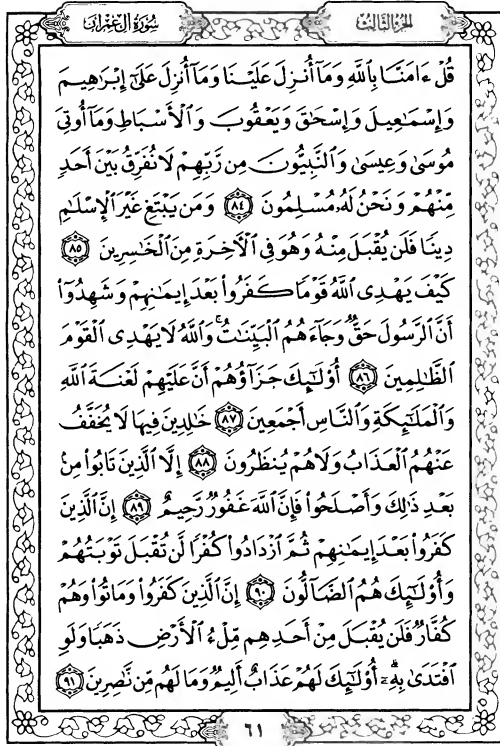 سُورَةُ آلِ عِمْرَانَ
الجزء الثالث
قُلْ ءَامَنَّا بِٱللَّهِ وَمَآ أُنزِلَ عَلَيْنَا وَمَآ أُنزِلَ عَلَىٰٓ إِبْرَٰهِيمَ
وَإِسْمَٰعِيلَ وَإِسْحَٰقَ وَيَعْقُوبَ وَٱلْأَسْبَاطِ وَمَآ أُوتِىَ
مُوسَىٰ وَعِيسَىٰ وَٱلنَّبِيُّونَ مِن رَّبِّهِمْ لَا نُفَرِّقُ بَيْنَ أَحَدٍ
مِّنْهُمْ وَنَحْنُ لَهُۥ مُسْلِمُونَ ٨٤ وَمَن يَبْتَغِ غَيْرَ ٱلْإِسْلَٰمِ
دِينًا فَلَن يُقْبَلَ مِنْهُ وَهُوَ فِى ٱلْأٓخِرَةِ مِنَ ٱلْخَٰسِرِينَ ٨٥
كَيْفَ يَهْدِى ٱللَّهُ قَوْمًا كَفَرُوا۟ بَعْدَ إِيمَٰنِهِمْ وَشَهِدُوٓا۟
أَنَّ ٱلرَّسُولَ حَقٌّ وَجَآءَهُمُ ٱلْبَيِّنَٰتُ ۚ وَٱللَّهُ لَا يَهْدِى ٱلْقَوْمَ
ٱلظَّٰلِمِينَ ٨٦ أُو۟لَٰٓئِكَ جَزَآؤُهُمْ أَنَّ عَلَيْهِمْ لَعْنَةَ ٱللَّهِ
وَٱلْمَلَٰٓئِكَةِ وَٱلنَّاسِ أَجْمَعِينَ ٨٧ خَٰلِدِينَ فِيهَا لَا يُخَفَّفُ
عَنْهُمُ ٱلْعَذَابُ وَلَا هُمْ يُنظَرُونَ ٨٨ إِلَّا ٱلَّذِينَ تَابُوا۟ مِنۢ
بَعْدِ ذَٰلِكَ وَأَصْلَحُوا۟ فَإِنَّ ٱللَّهَ غَفُورٌ رَّحِيمٌ ٨٩ إِنَّ ٱلَّذِينَ
كَفَرُوا۟ بَعْدَ إِيمَٰنِهِمْ ثُمَّ ٱزْدَادُوا۟ كُفْرًا لَّن تُقْبَلَ تَوْبَتُهُمْ
وَأُو۟لَٰٓئِكَ هُمُ ٱلضَّآلُّونَ ٩٠ إِنَّ ٱلَّذِينَ كَفَرُوا۟ وَمَاتُوا۟ وَهُمْ
كُفَّارٌ فَلَن يُقْبَلَ مِنْ أَحَدِهِم مِّلْءُ ٱلْأَرْضِ ذَهَبًا وَلَوِ
ٱفْتَدَىٰ بِهِۦٓ ۗ أُو۟لَٰٓئِكَ لَهُمْ عَذَابٌ أَلِيمٌ وَمَا لَهُم مِّن نَّٰصِرِينَ ٩١
٦١